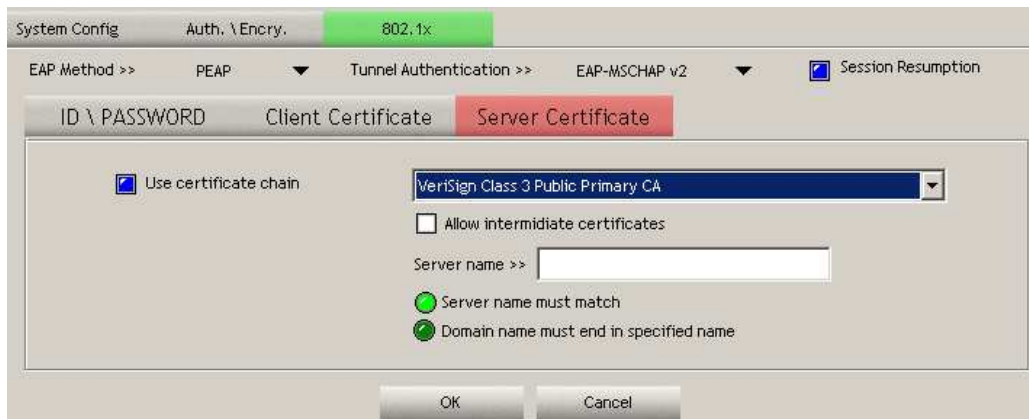 System Config Auth. \ Encry. 802.1x
EAP Method >> PEAP Tunnel Authentication >> EAP-MSCHAP v2 Session Resumption
ID \ PASSWORD Client Certificate Server Certificate
Use certificate chain VeriSign Class 3 Public Primary CA
Allow intermidiate certificates
Server name >>
Server name must match
Domain name must end in specified name
OK Cancel